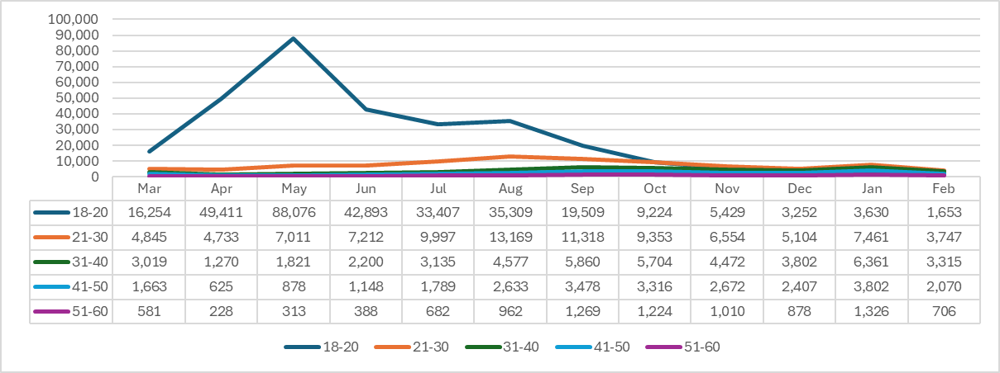 100,000
90,000
80,000
70,000
60,000
50,000
40,000
30,000
20,000
10,000
0
Mar Apr May Jun Jul Aug Sep Oct Nov Dec Jan Feb
18-20 16,254 49,411 88,076 42,893 33,407 35,309 19,509 9,224 5,429 3,252 3,630 1,653
21-30 4,845 4,733 7,011 7,212 9,997 13,169 11,318 9,353 6,554 5,104 7,461 3,747
31-40 3,019 1,270 1,821 2,200 3,135 4,577 5,860 5,704 4,472 3,802 6,361 3,315
41-50 1,663 625 878 1,148 1,789 2,633 3,478 3,316 2,672 2,407 3,802 2,070
51-60 581 228 313 388 682 962 1,269 1,224 1,010 878 1,326 706
18-20 21-30 31-40 41-50 51-60